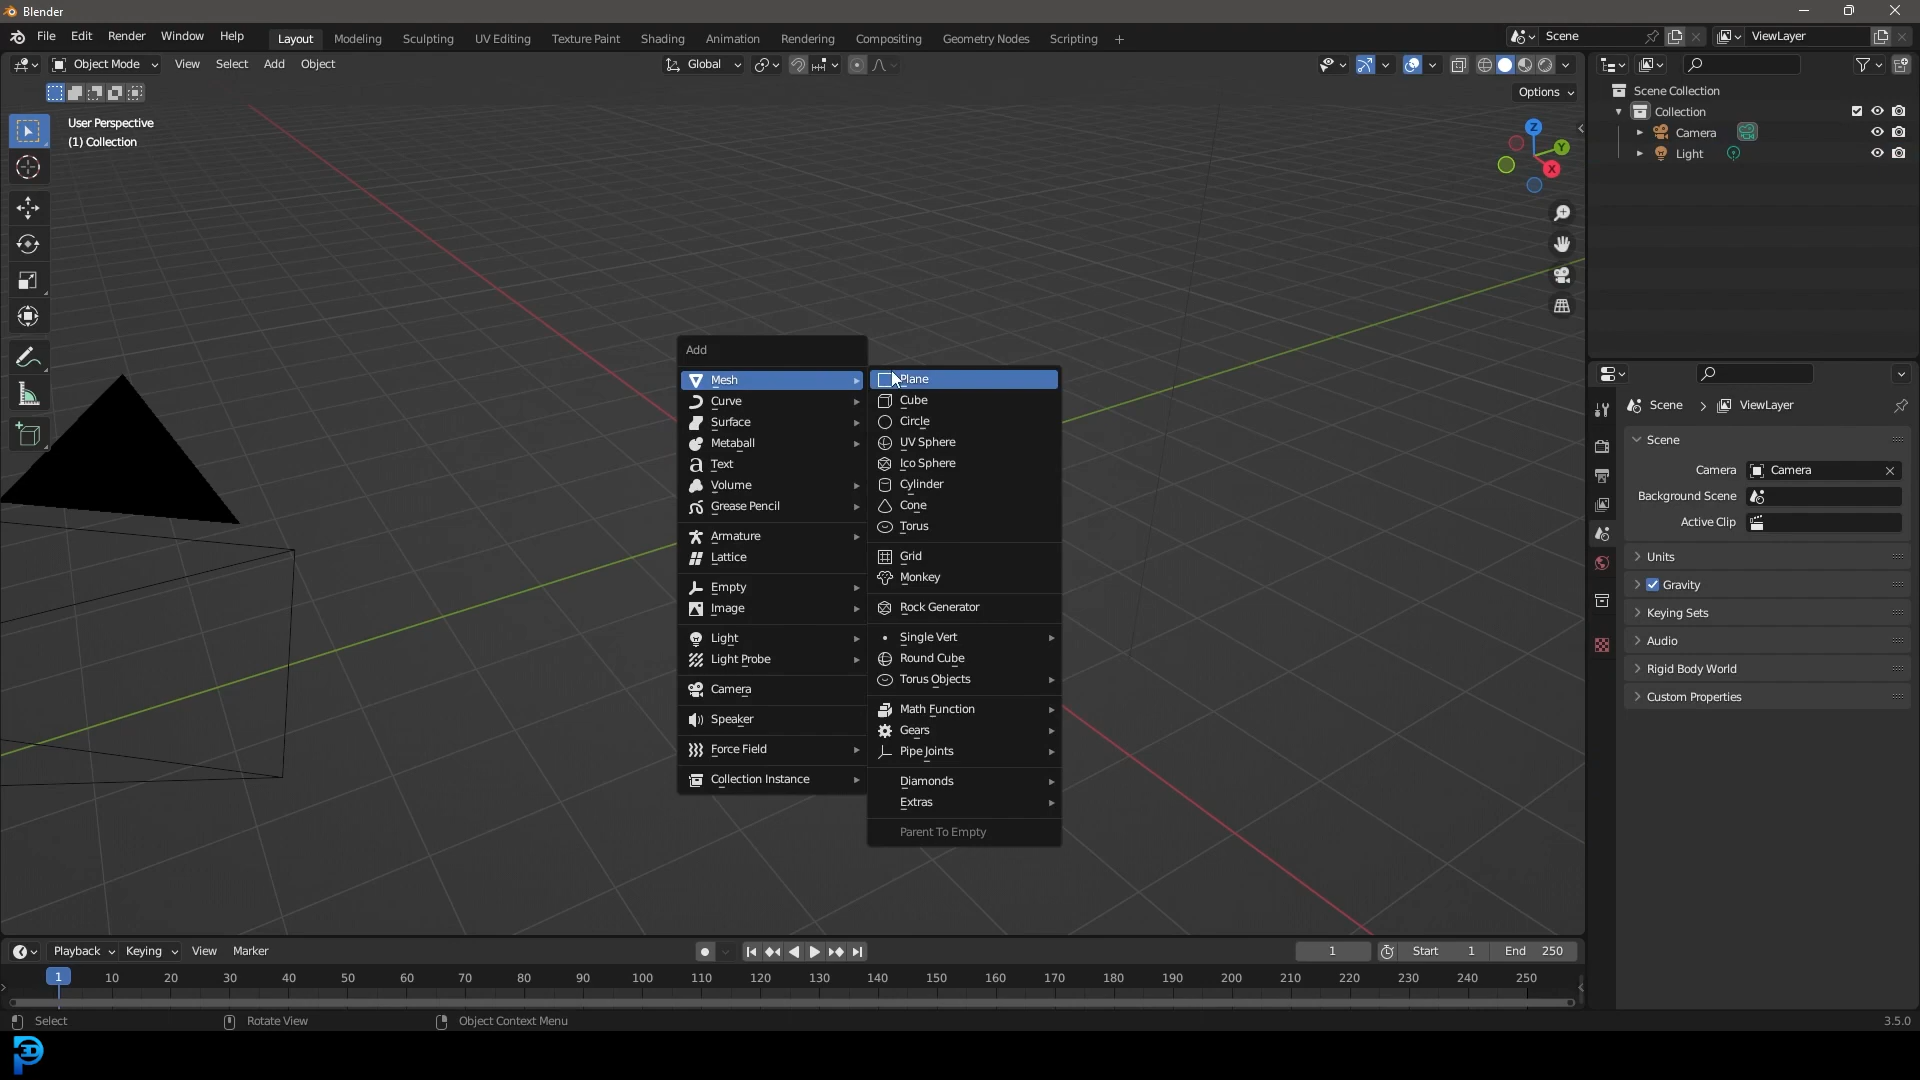 Blender
File Edit Render Window Help Layout Modeling Sculpting UV Editing Texture Paint Shading Animation Rendering Compositing Geometry Nodes Scripting + Scene ViewLayer
Object Mode View Select Add Object Global
Options
User Perspective
(1) Collection
Z
Y
X
Scene Collection
Collection
Camera
Light
Add
Mesh
Curve
Surface
Metaball
Text
Volume
Grease Pencil
Armature
Lattice
Empty
Image
Light
Light Probe
Camera
Speaker
Force Field
Collection Instance
Plane
Cube
Circle
UV Sphere
Ico Sphere
Cylinder
Cone
Torus
Grid
Monkey
Rock Generator
Single Vert
Round Cube
Torus Objects
Math Function
Gears
Pipe Joints
Diamonds
Extras
Parent To Empty
Scene > ViewLayer
Scene
Camera Camera
Background Scene
Active Clip
Units
Gravity
Keying Sets
Audio
Rigid Body World
Custom Properties
Playback Keying View Marker 1 Start 1 End 250
1 10 20 30 40 50 60 70 80 90 100 110 120 130 140 150 160 170 180 190 200 210 220 230 240 250
Select Rotate View Object Context Menu 3.5.0
3D